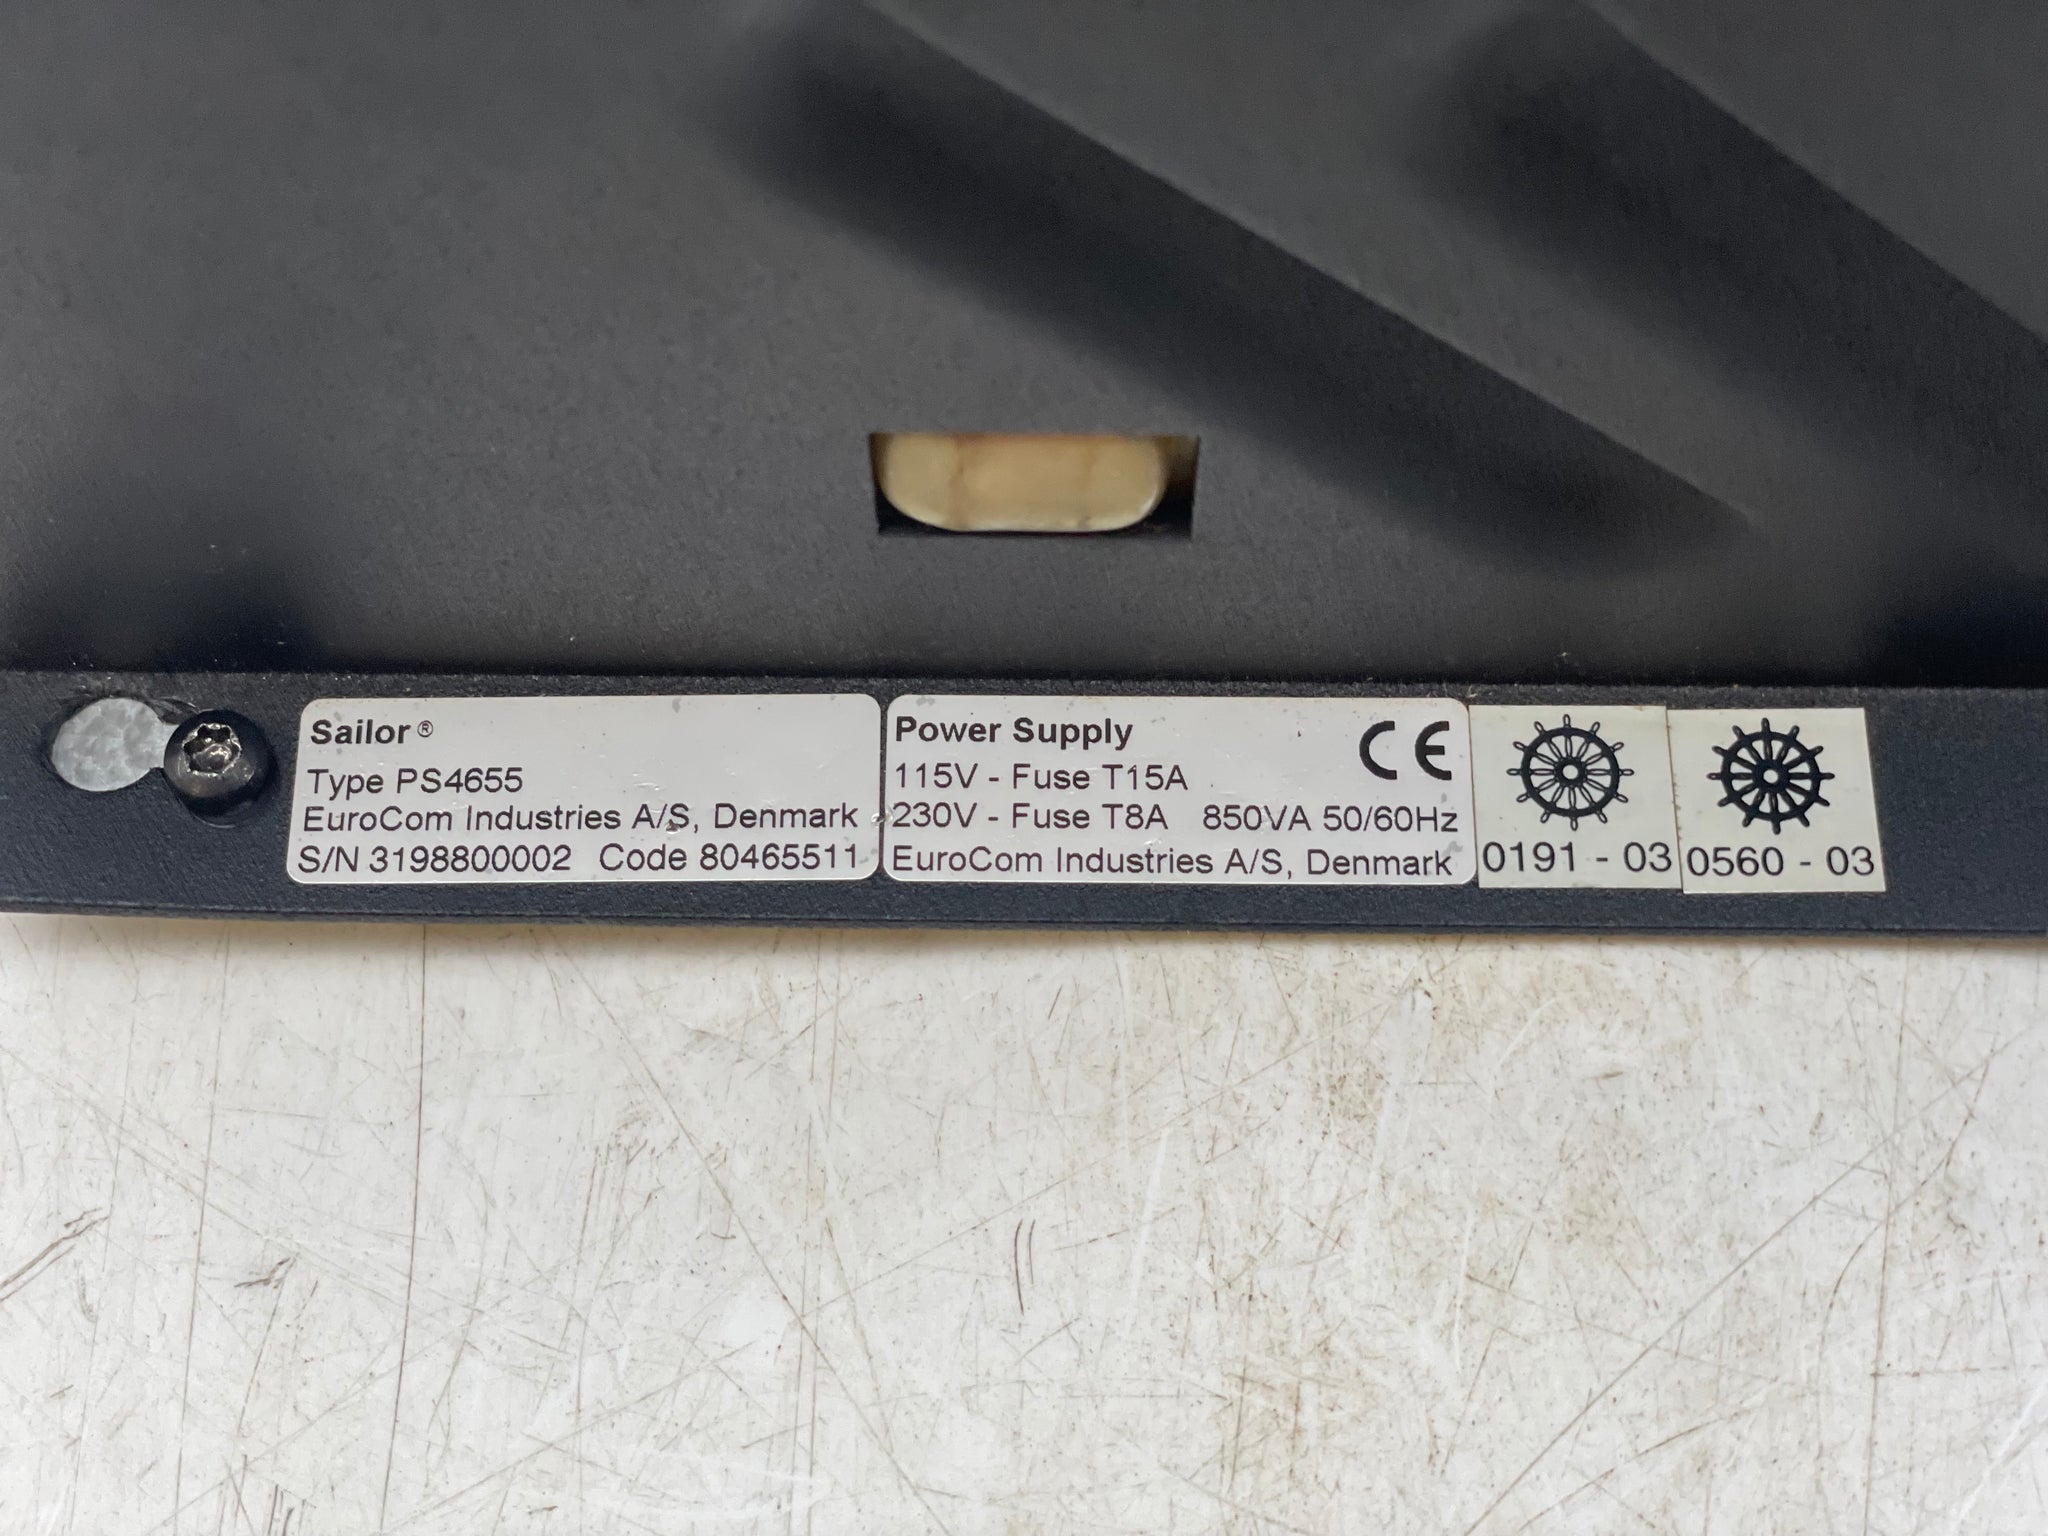 Sailor ®
Type PS4655
EuroCom Industries A/S, Denmark
S/N 3198800002 Code 80465511
Power Supply
CE
115V - Fuse T15A
230V - Fuse T8A 850VA 50/60Hz
EuroCom Industries A/S, Denmark
0191 - 03
0560 - 03